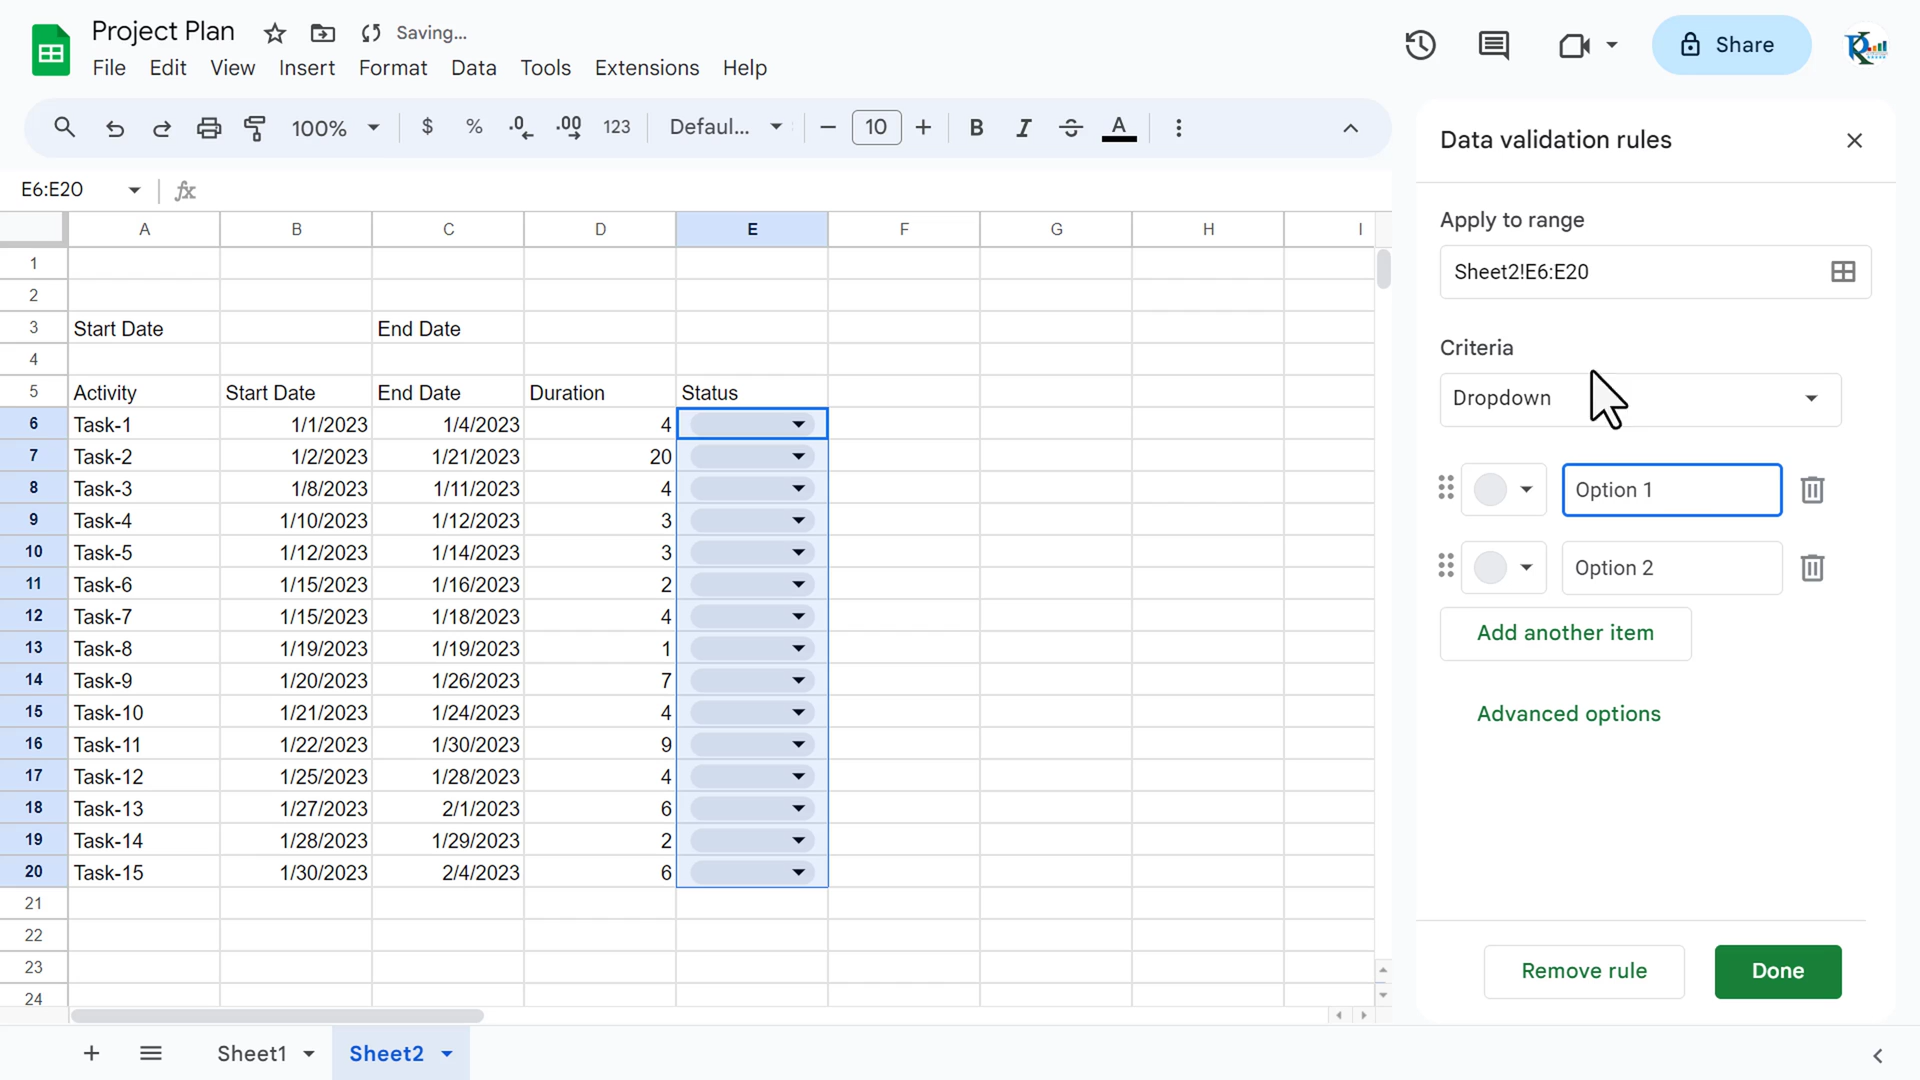 Project Plan Saving...
File Edit View Insert Format Data Tools Extensions Help
Share
100% $ % .0 .00 123 Defaul... 10 B I A
E6:E20 fx
A B C D E F G H I
1
2
3 Start Date End Date
4
5 Activity Start Date End Date Duration Status
6 Task-1 1/1/2023 1/4/2023 4
7 Task-2 1/2/2023 1/21/2023 20
8 Task-3 1/8/2023 1/11/2023 4
9 Task-4 1/10/2023 1/12/2023 3
10 Task-5 1/12/2023 1/14/2023 3
11 Task-6 1/15/2023 1/16/2023 2
12 Task-7 1/15/2023 1/18/2023 4
13 Task-8 1/19/2023 1/19/2023 1
14 Task-9 1/20/2023 1/26/2023 7
15 Task-10 1/21/2023 1/24/2023 4
16 Task-11 1/22/2023 1/30/2023 9
17 Task-12 1/25/2023 1/28/2023 4
18 Task-13 1/27/2023 2/1/2023 6
19 Task-14 1/28/2023 1/29/2023 2
20 Task-15 1/30/2023 2/4/2023 6
21
22
23
24
Sheet1 Sheet2
Data validation rules
Apply to range
Sheet2!E6:E20
Criteria
Dropdown
Option 1
Option 2
Add another item
Advanced options
Remove rule Done